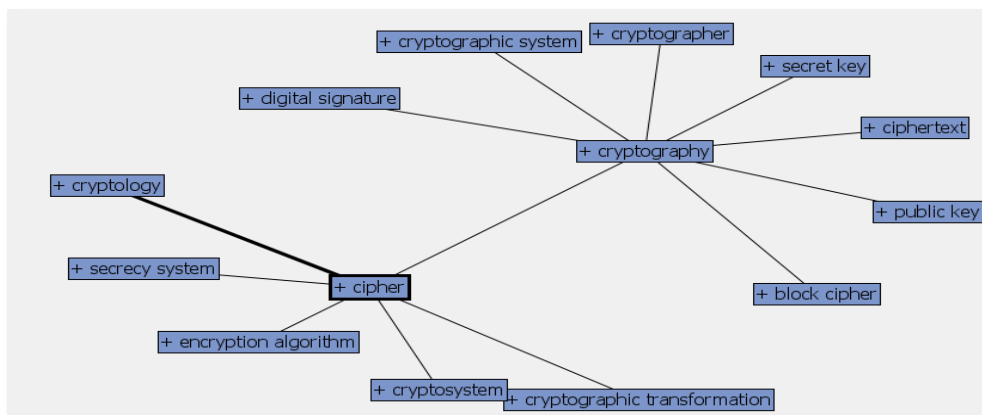 + cryptographer
+ cryptographic system
+ secret key
+ digital signature
+ ciphertext
+ cryptography
+ cryptology
+ public key
+ secrecy system
+ cipher
+ block cipher
+ encryption algorithm
+ cryptosystem
+ cryptographic transformation